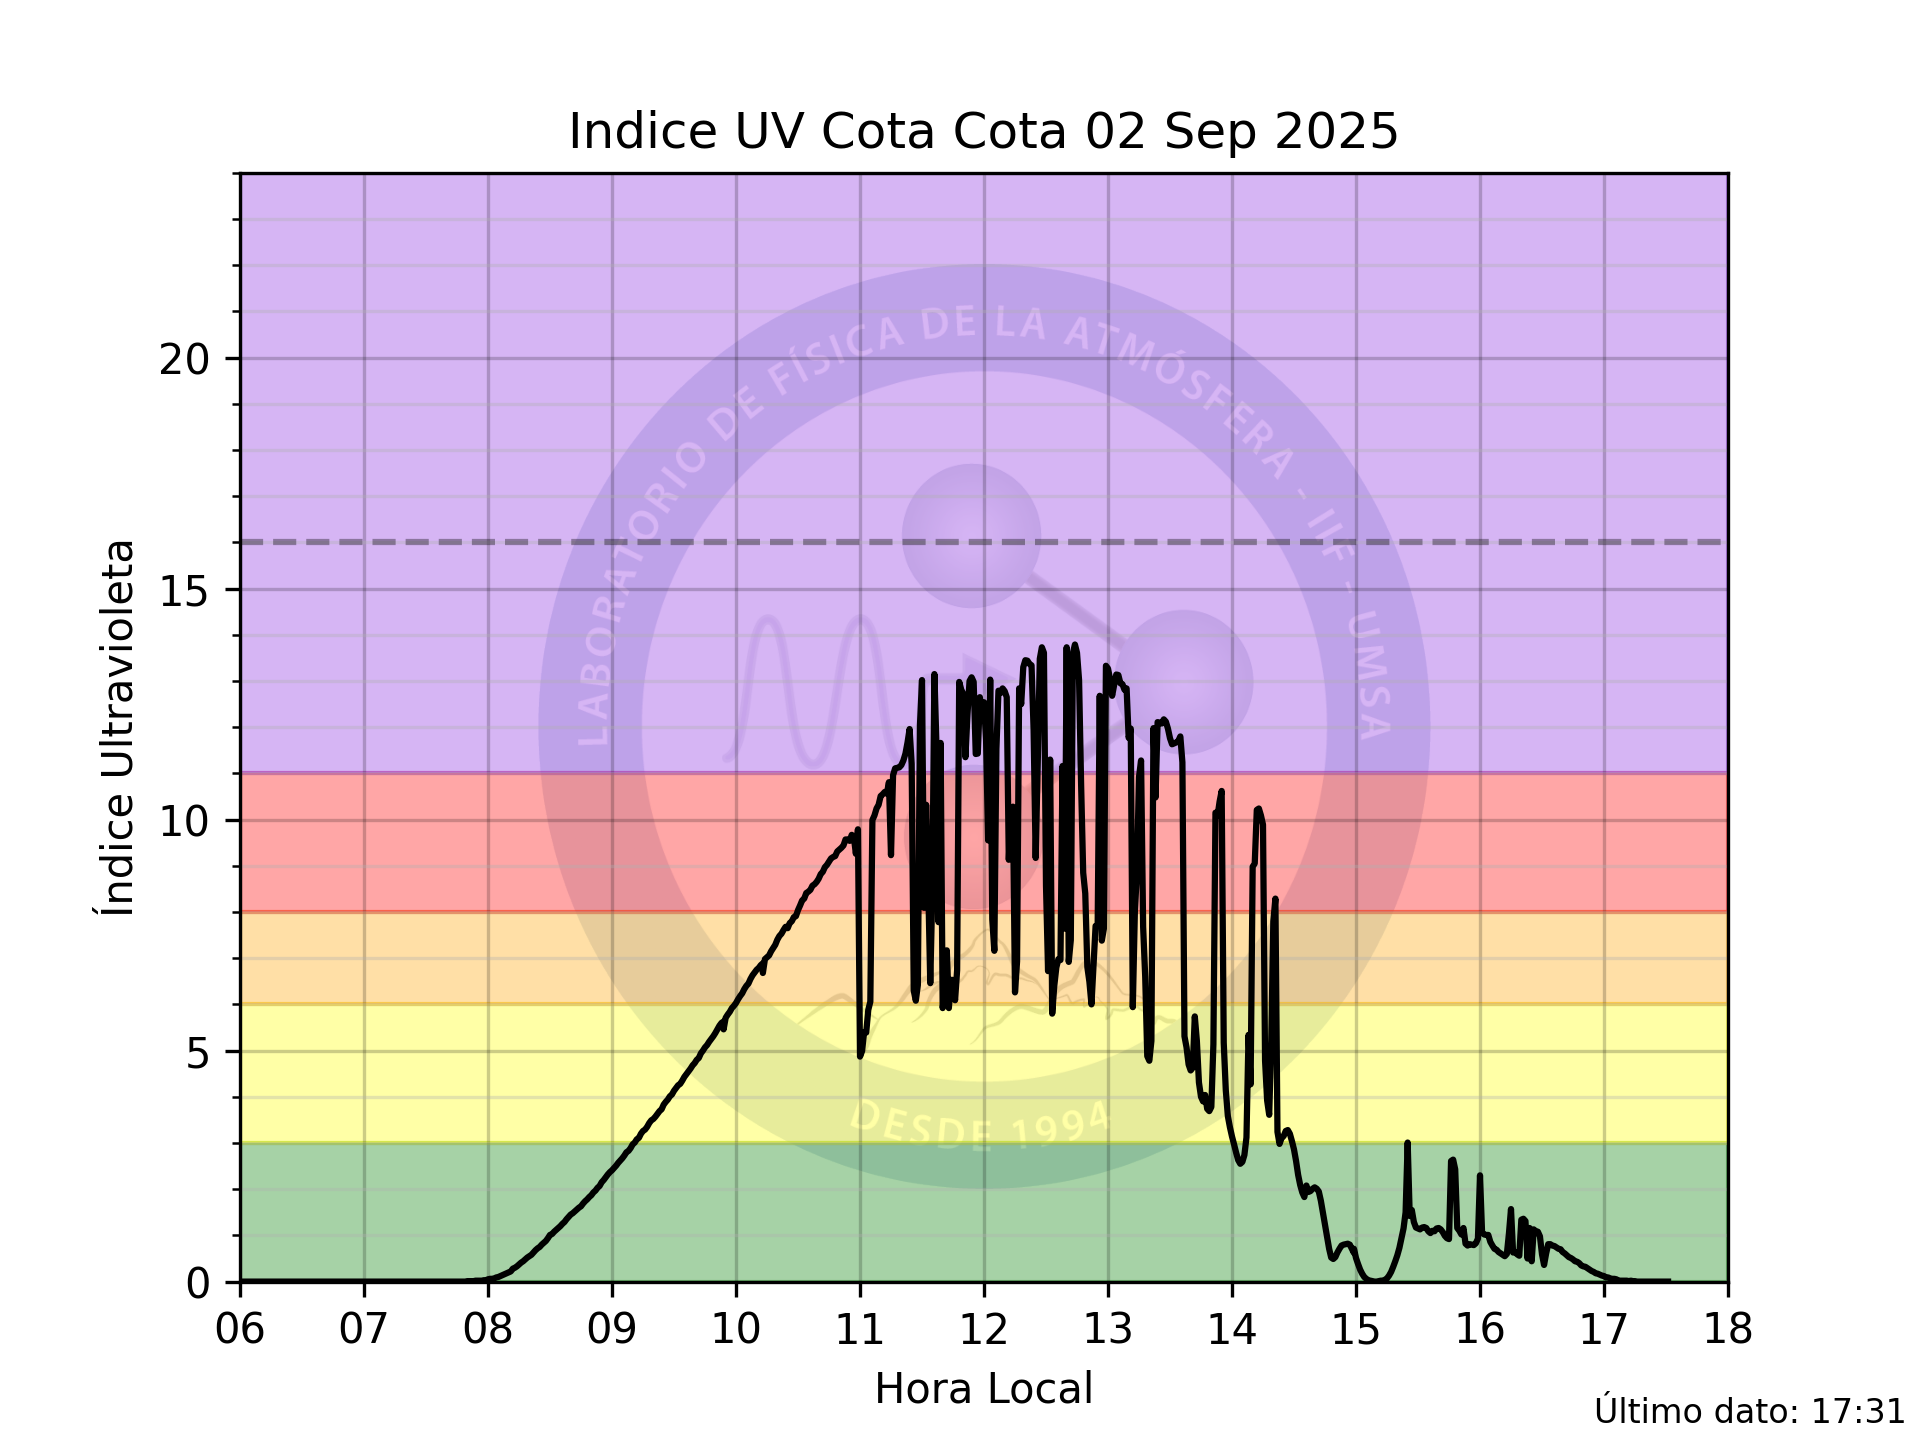 Indice UV Cota Cota 02 Sep 2025
20
15
10
5
0
Índice Ultravioleta
LABORATORIO DE FÍSICA DE LA ATMÓSFERA - IIF - UMSA
DESDE 1994
06 07 08 09 10 11 12 13 14 15 16 17 18
Hora Local
Último dato: 17:31